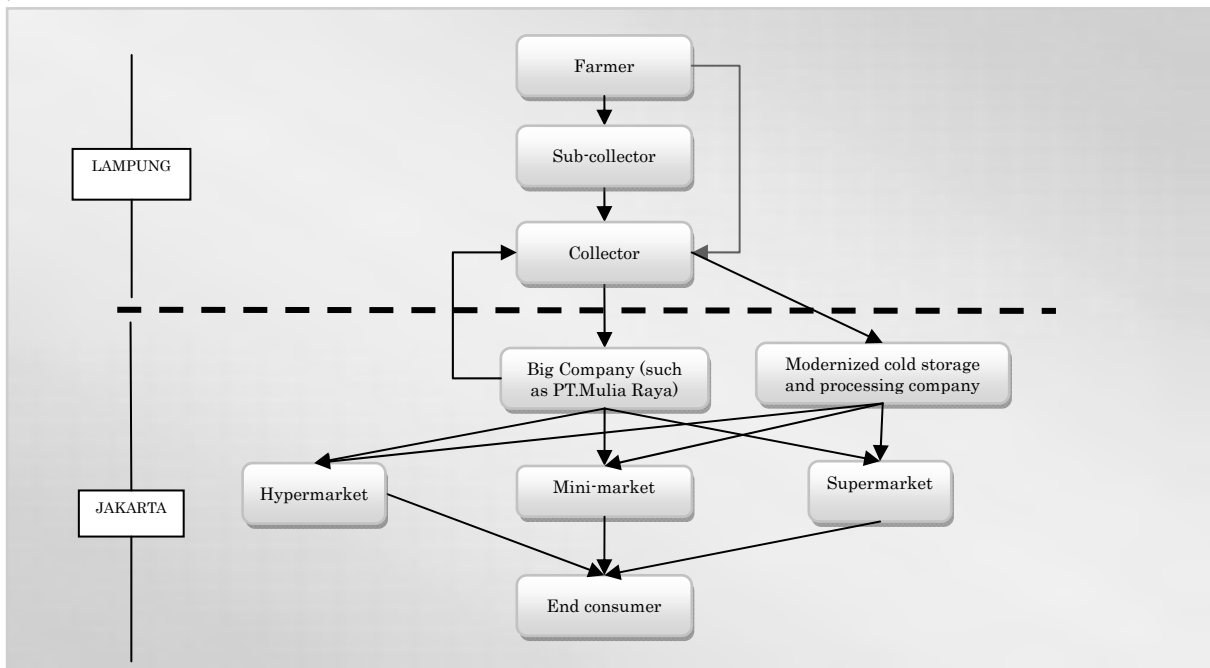 Farmer
Sub-collector
LAMPUNG
Collector
Big Company (such
as PT.Mulia Raya)
Modernized cold storage
and processing company
Hypermarket
Mini-market
Supermarket
JAKARTA
End consumer